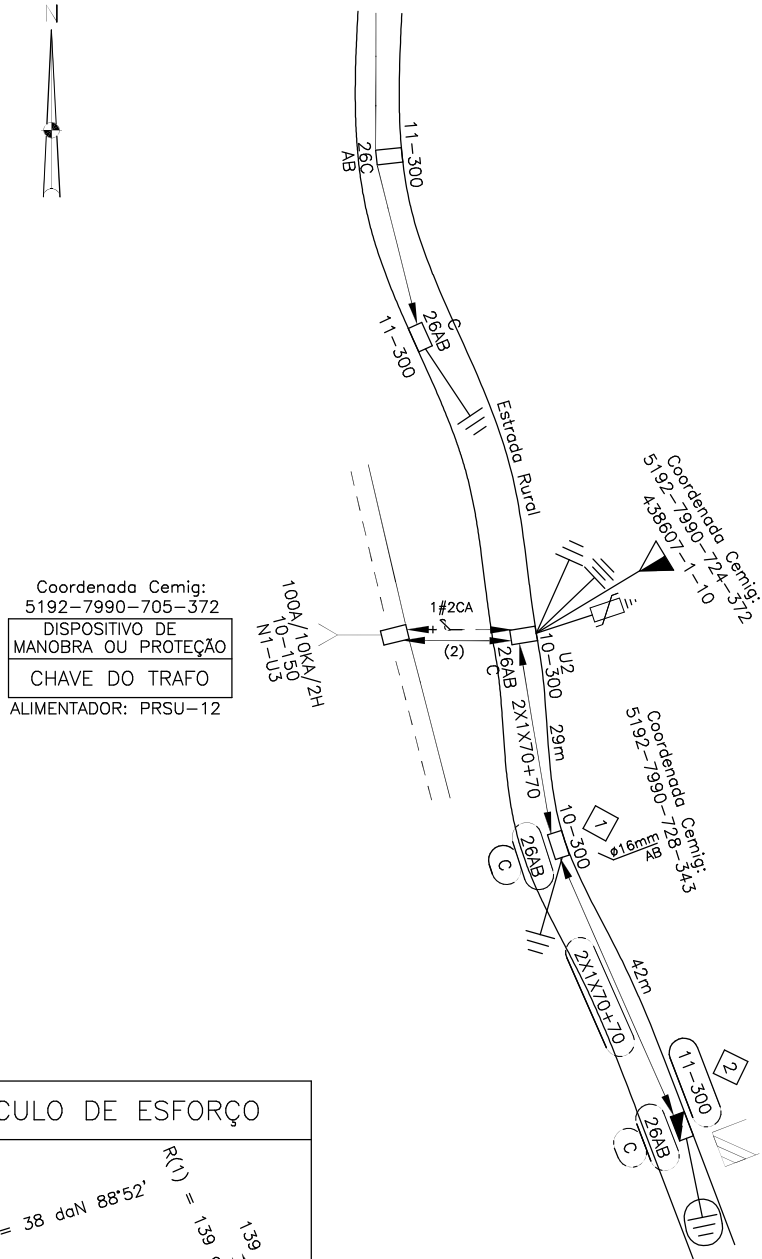 N
11-300
26C
AB
C
26AB
11-300
Estrada Rural
Coordenada Cemig:
5192-7990-724-372
438607-1-10
Coordenada Cemig:
5192-7990-705-372
DISPOSITIVO DE
MANOBRA OU PROTEÇÃO
CHAVE DO TRAFO
ALIMENTADOR: PRSU-12
100A/10KA/2H
10-150
N1-U3
1#2CA
(2)
U2
10-300
26AB
C
2X1X70+70
29m
Coordenada Cemig:
5192-7990-728-343
1
ø16mm
AB
10-300
26AB
C
2X1X70+70
42m
2
11-300
26AB
C
CULO DE ESFORÇO
= 38 daN 88°52'
R(1) = 139
139